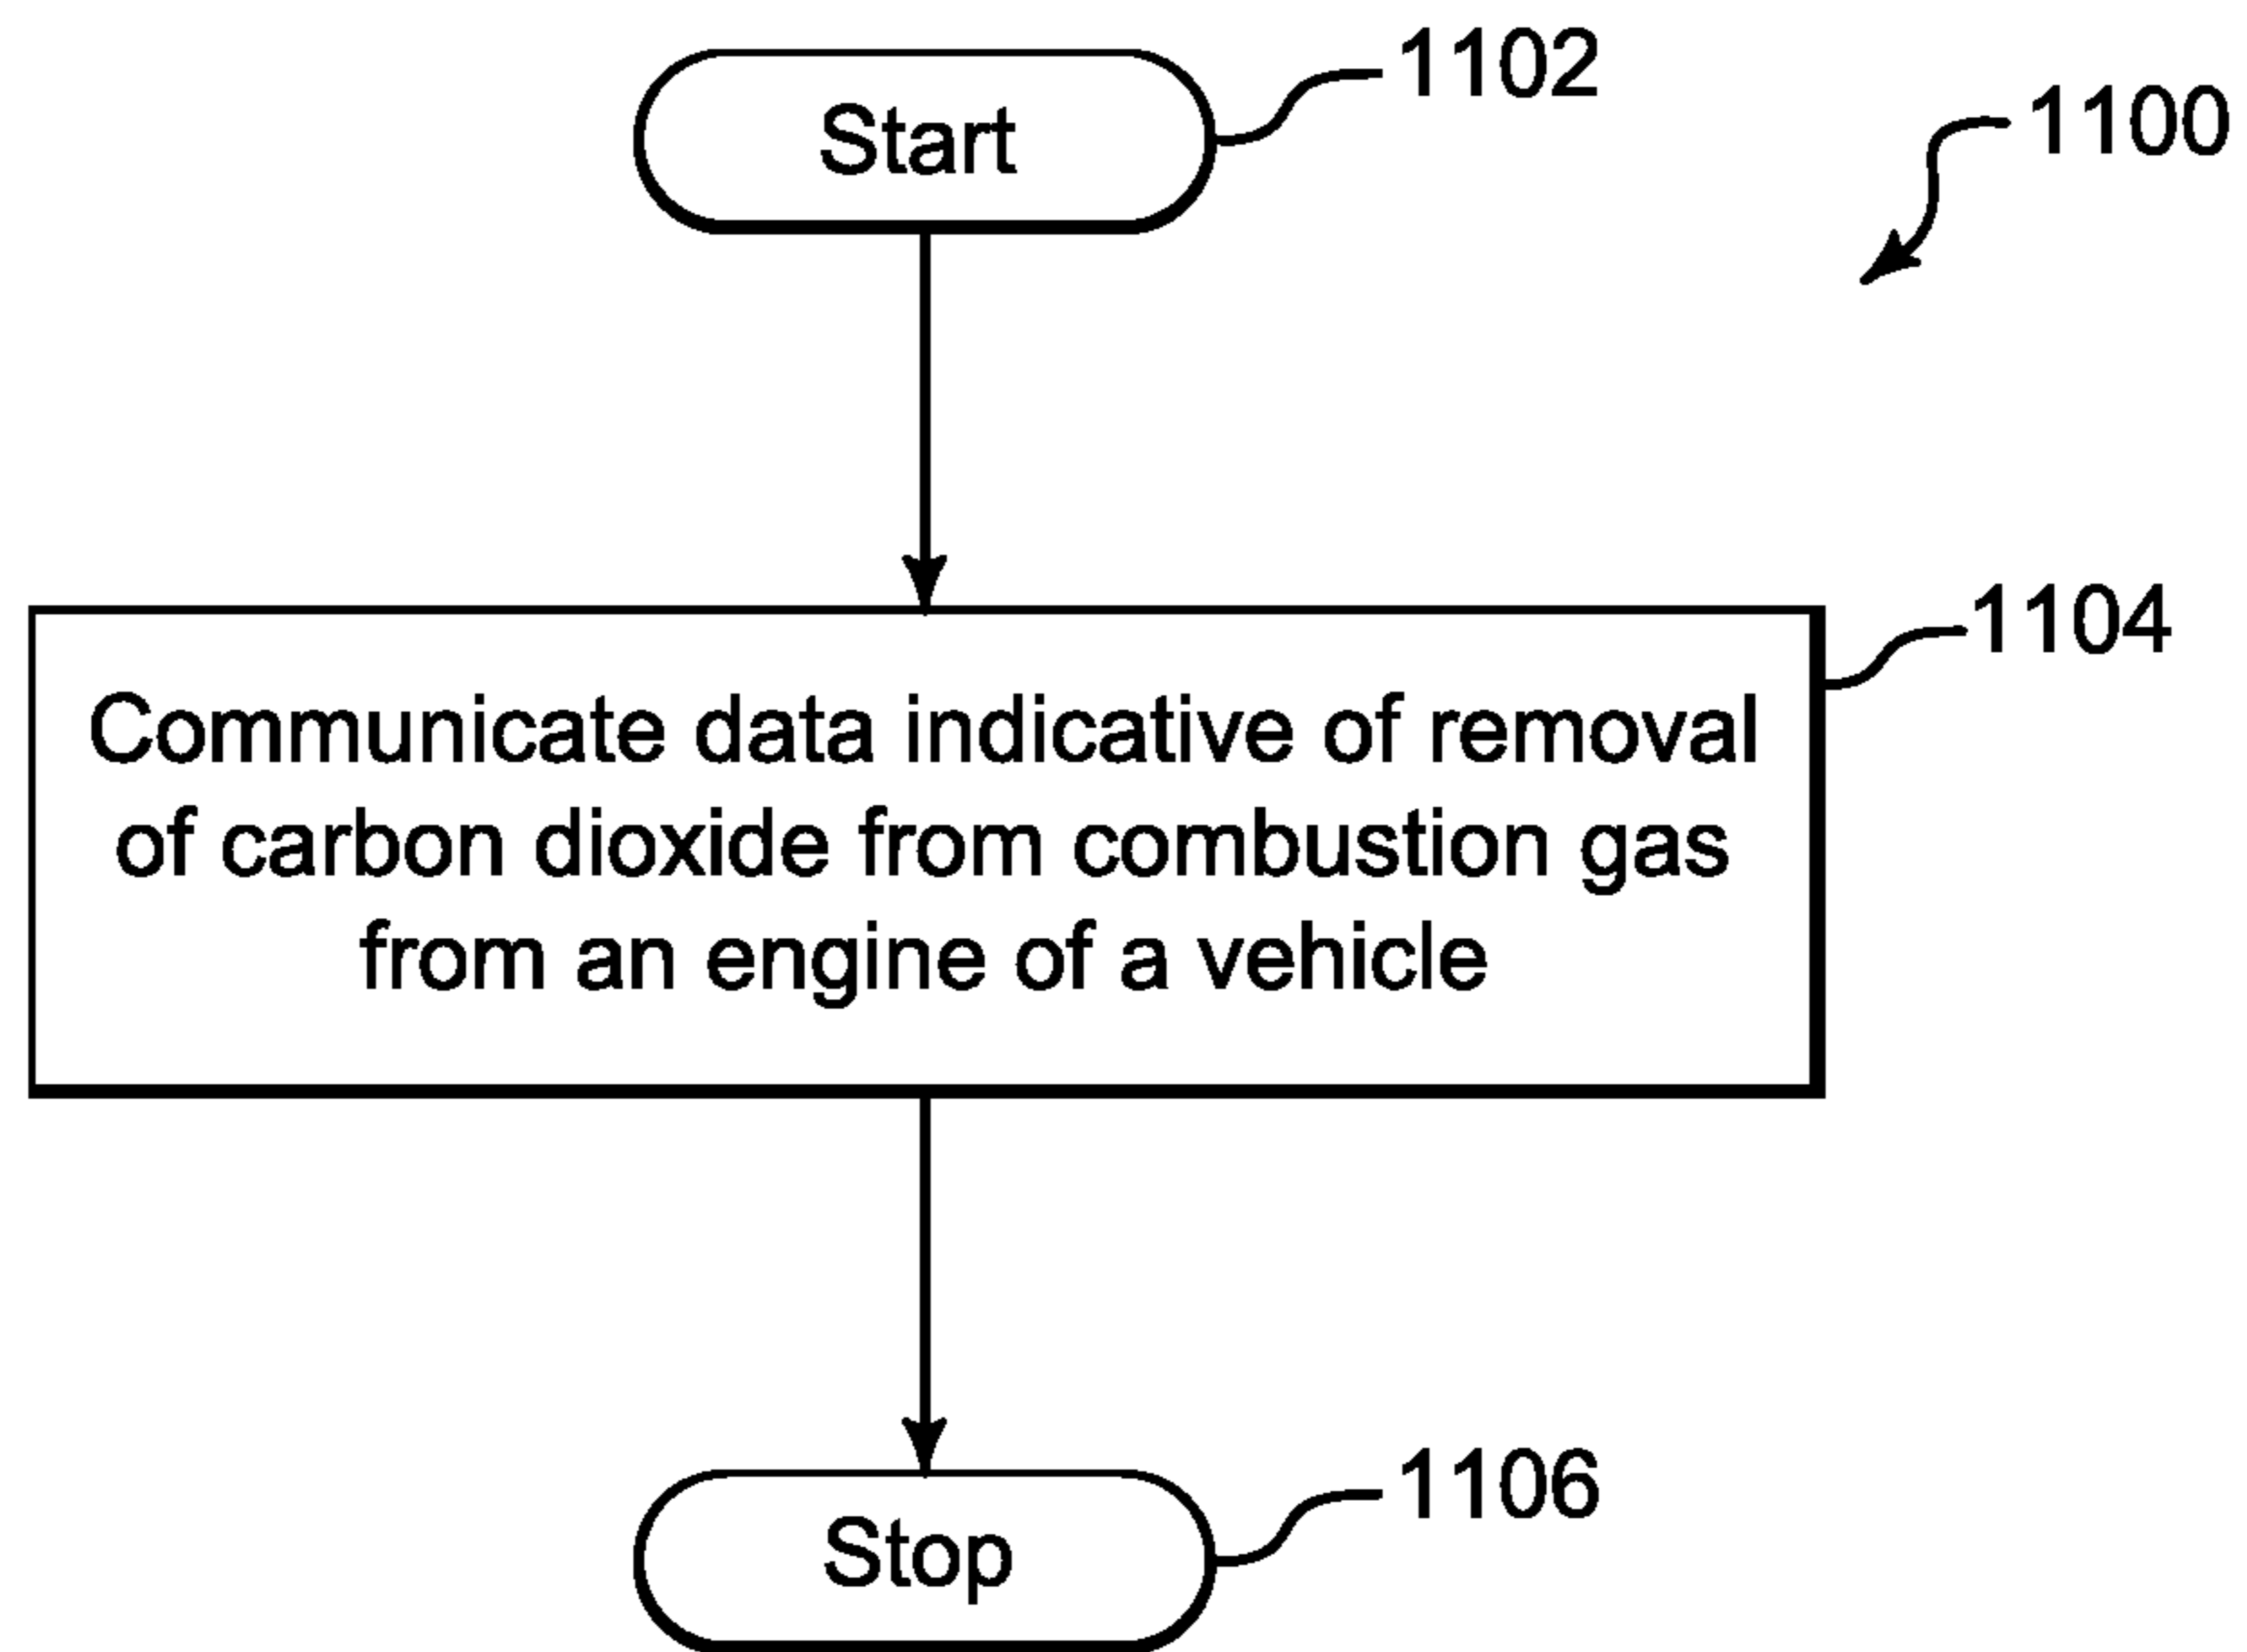 1102
Start
1100
1104
Communicate data indicative of removal
of carbon dioxide from combustion gas
from an engine of a vehicle
1106
Stop